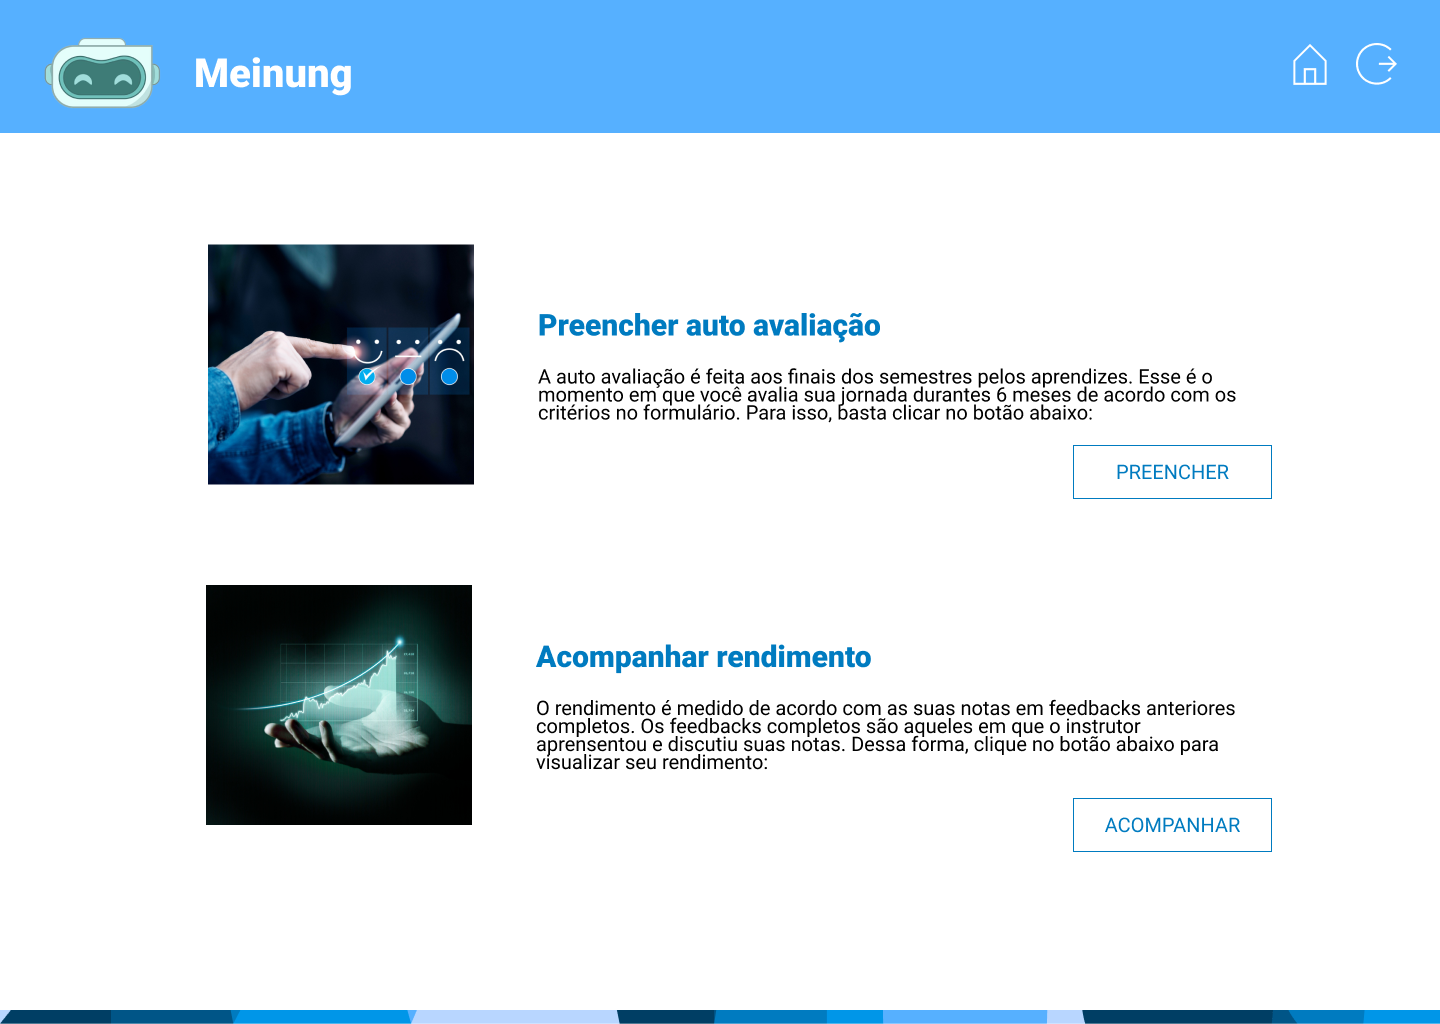 Meinung
Preencher auto avaliação
A auto avaliação é feita aos finais dos semestres pelos aprendizes. Esse é o
momento em que você avalia sua jornada durantes 6 meses de acordo com os
critérios no formulário. Para isso, basta clicar no botão abaixo:
PREENCHER
Acompanhar rendimento
O rendimento é medido de acordo com as suas notas em feedbacks anteriores
completos. Os feedbacks completos são aqueles em que o instrutor
aprensentou e discutiu suas notas. Dessa forma, clique no botão abaixo para
visualizar seu rendimento:
ACOMPANHAR